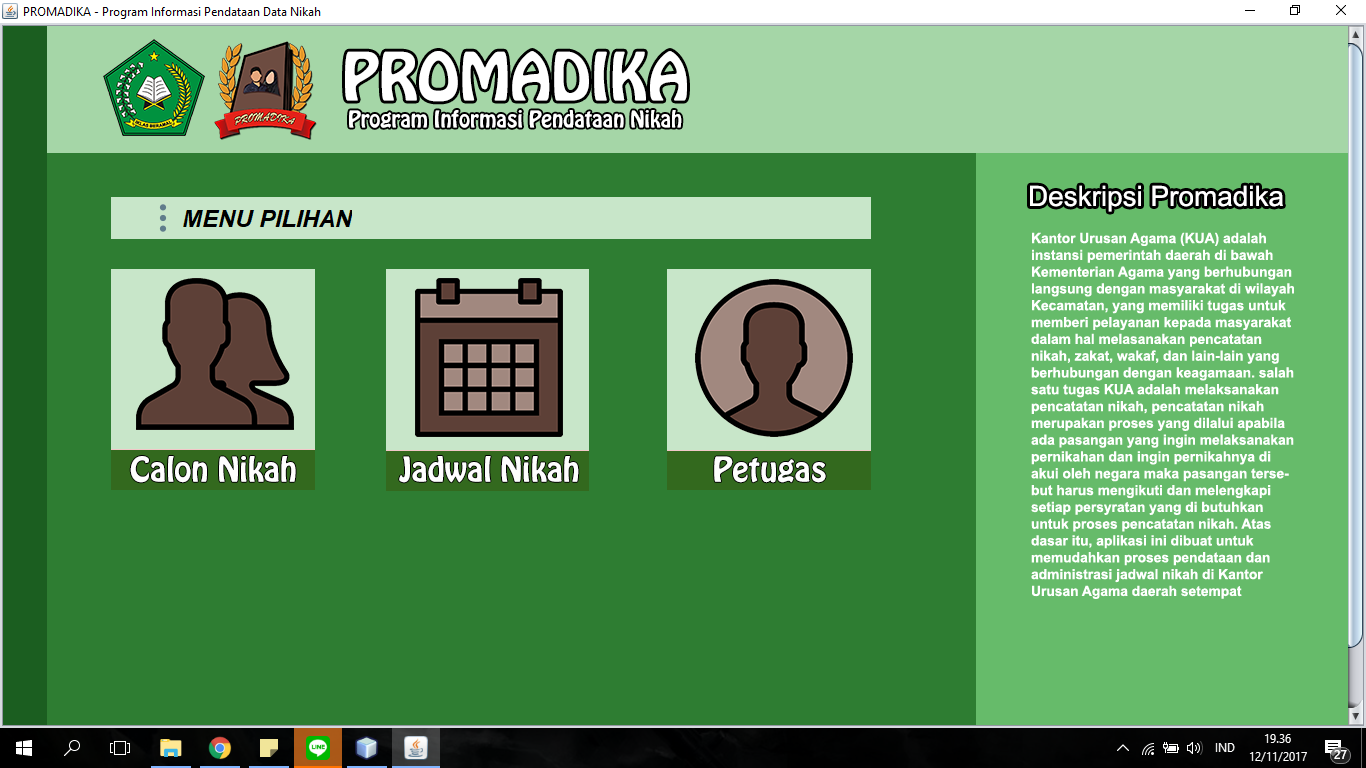 PROMADIKA - Program Informasi Pendataan Data Nikah
IKHLAS BERAMAL
PROMADIKA
PROMADIKA
Program Informasi Pendataan Nikah
MENU PILIHAN
Calon Nikah
Jadwal Nikah
Petugas
Deskripsi Promadika
Kantor Urusan Agama (KUA) adalah
instansi pemerintah daerah di bawah
Kementerian Agama yang berhubungan
langsung dengan masyarakat di wilayah
Kecamatan, yang memiliki tugas untuk
memberi pelayanan kepada masyarakat
dalam hal melasanakan pencatatan
nikah, zakat, wakaf, dan lain-lain yang
berhubungan dengan keagamaan. salah
satu tugas KUA adalah melaksanakan
pencatatan nikah, pencatatan nikah
merupakan proses yang dilalui apabila
ada pasangan yang ingin melaksanakan
pernikahan dan ingin pernikahnya di
akui oleh negara maka pasangan terse-
but harus mengikuti dan melengkapi
setiap persyratan yang di butuhkan
untuk proses pencatatan nikah. Atas
dasar itu, aplikasi ini dibuat untuk
memudahkan proses pendataan dan
administrasi jadwal nikah di Kantor
Urusan Agama daerah setempat
LINE
IND
19.36
12/11/2017
27